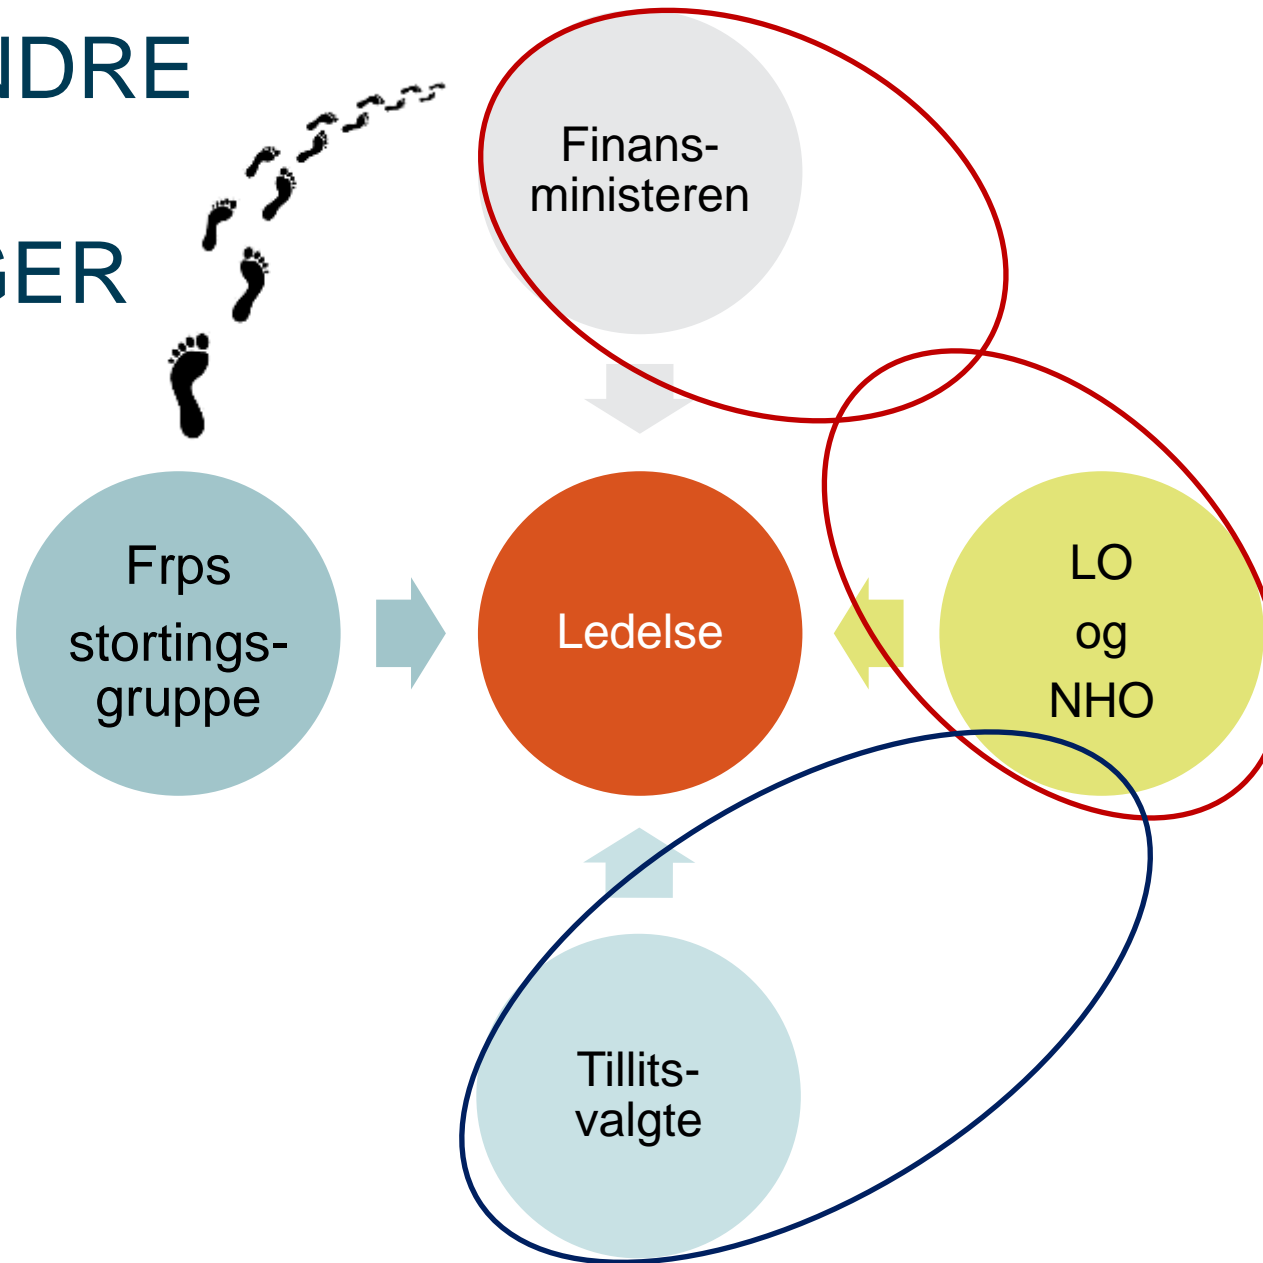 NDRE
GER
Finans-
ministeren
Frps
stortings-
gruppe
Ledelse
LO
og
NHO
Tillits-
valgte